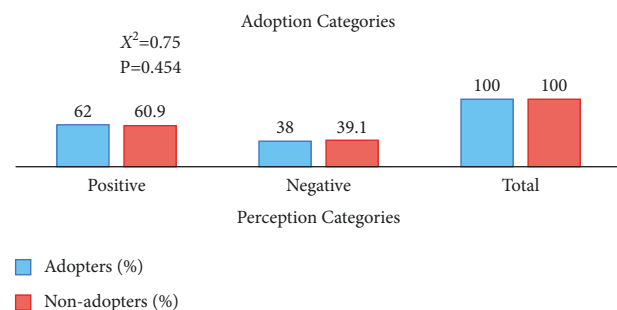 Adoption Categories
X²=0.75
P=0.454
62 60.9 38 39.1 100 100
Positive Negative Total
Perception Categories
Adopters (%)
Non-adopters (%)